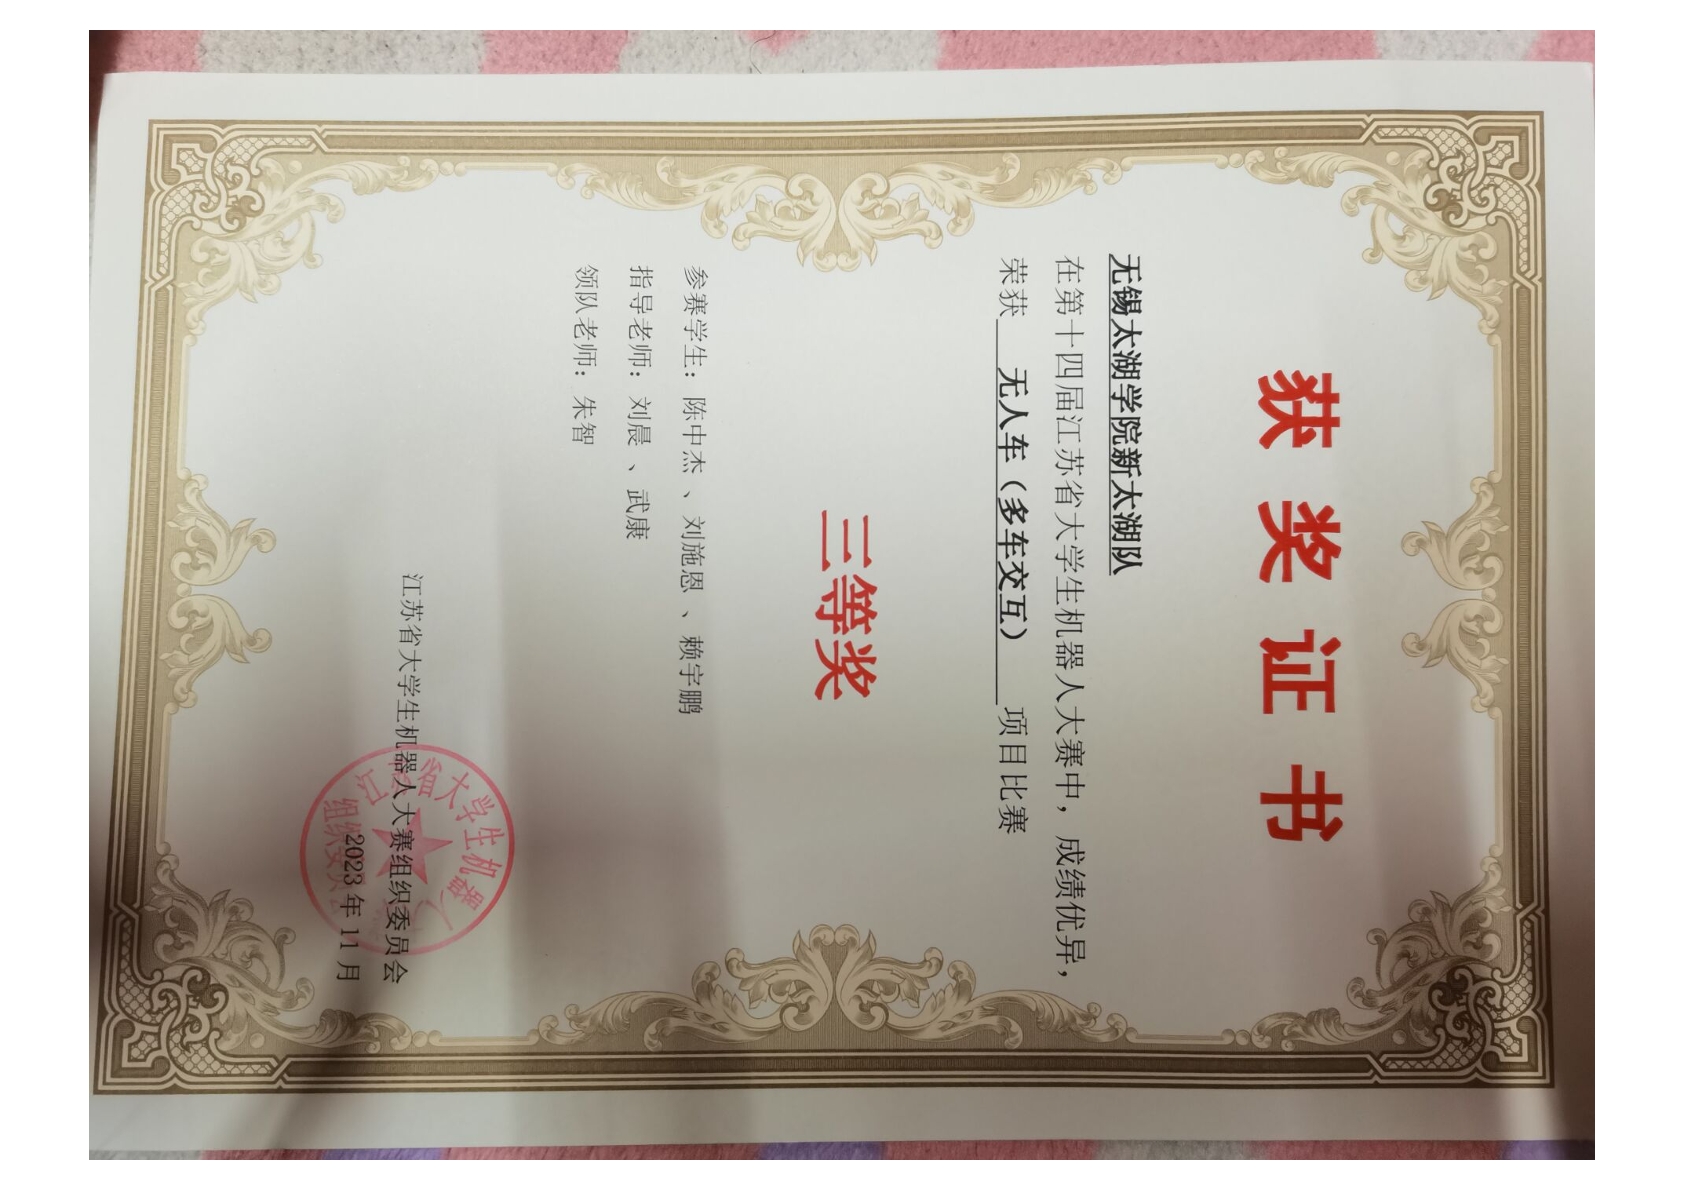 获奖证书
无锡太湖学院新太湖队
在第十四届江苏省大学生机器人大赛中，成绩优异，
荣获 无人车（多车交互） 项目比赛
三等奖
参赛学生：陈中杰、刘施恩、赖宇鹏
指导老师：刘晨、武康
领队老师：朱智
江苏省大学生机器人大赛组织委员会
2023年11月
江苏省大学生机器人
组织委员会